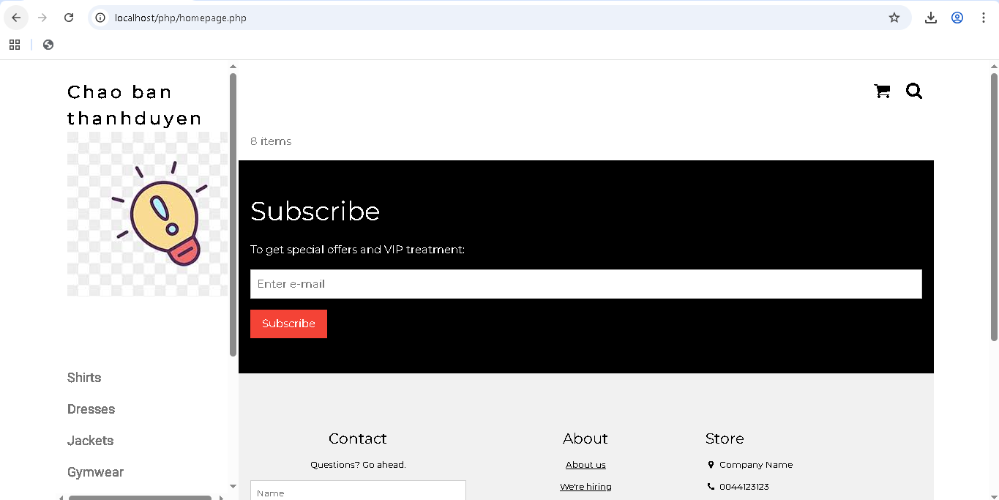 localhost/php/homepage.php
Chao ban
thanhduyen
8 items
Subscribe
To get special offers and VIP treatment:
Enter e-mail
Subscribe
Shirts
Dresses
Jackets
Gymwear
Contact
About
Store
Questions? Go ahead.
About us
Company Name
Name
We're hiring
0044123123